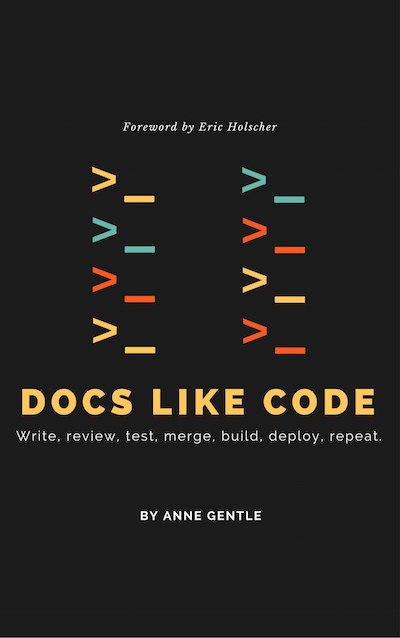 Foreword by Eric Holscher
>_ >_
>_ >_
>_ >_
>_ >_
DOCS LIKE CODE
Write, review, test, merge, build, deploy, repeat.
BY ANNE GENTLE